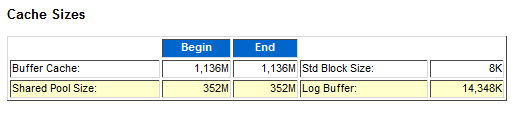 Cache Sizes
Begin End
Buffer Cache: 1,136M 1,136M Std Block Size: 8K
Shared Pool Size: 352M 352M Log Buffer: 14,348K